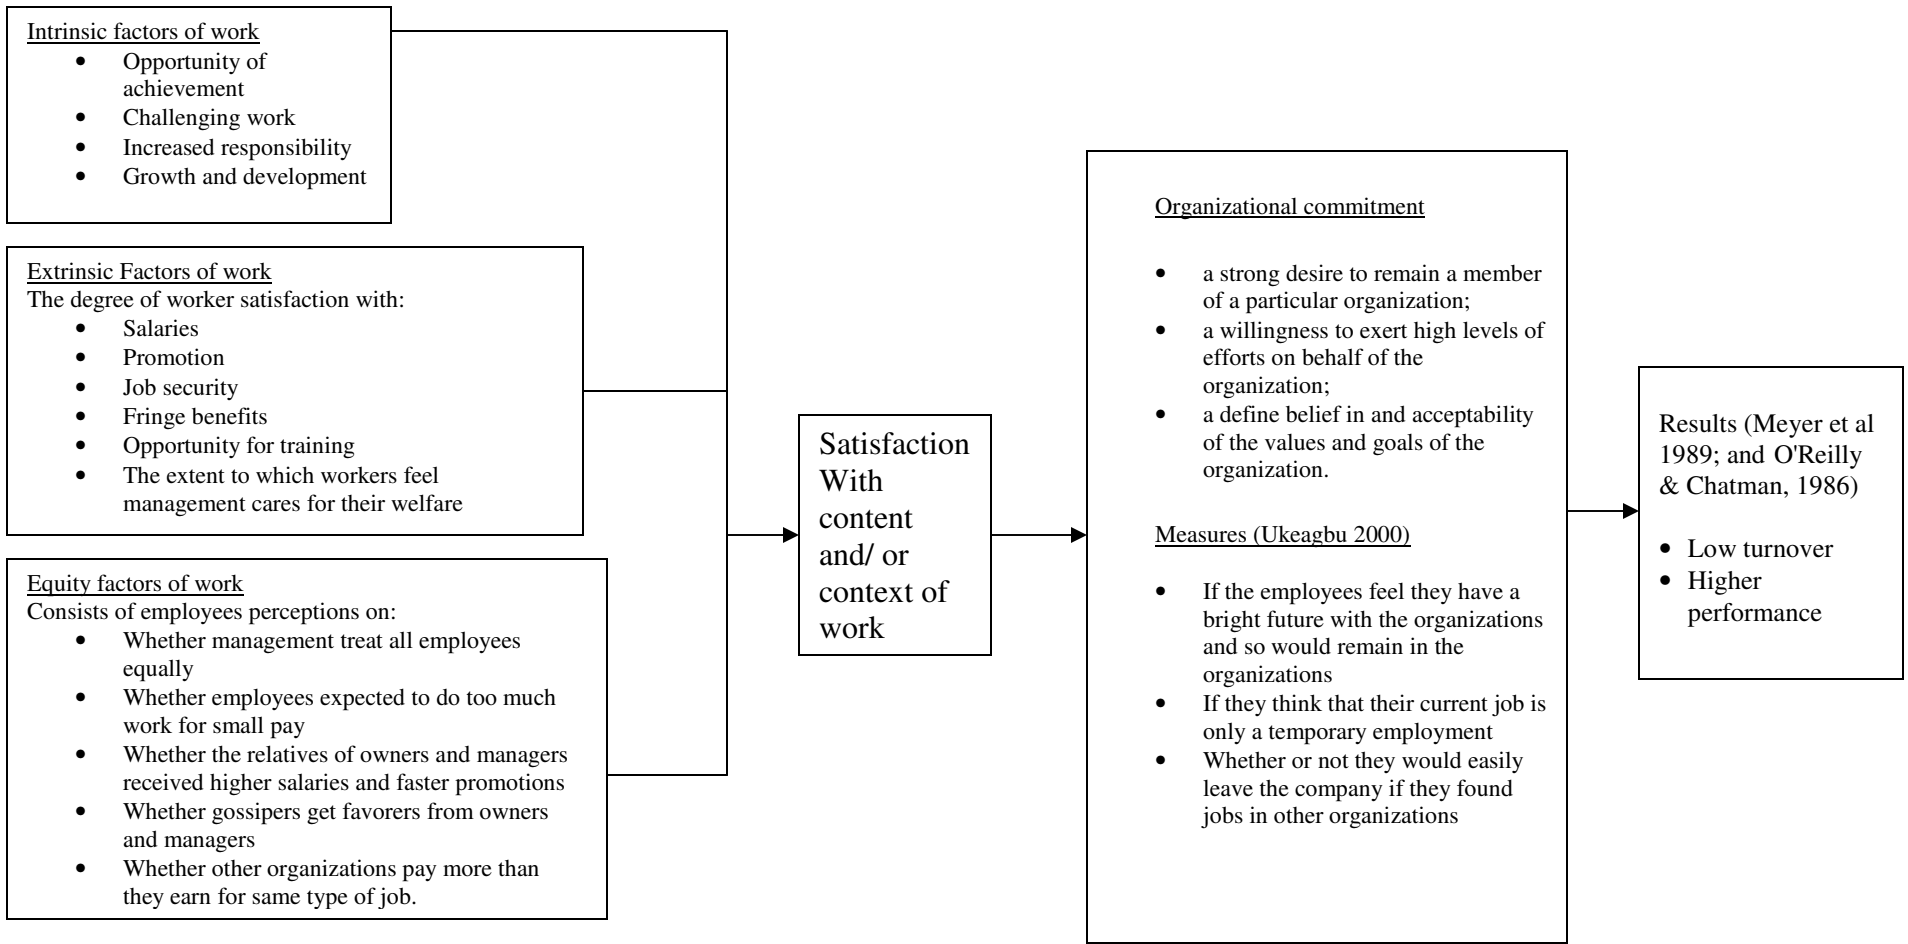 Intrinsic factors of work
• Opportunity of
achievement
• Challenging work
• Increased responsibility
• Growth and development
Extrinsic Factors of work
The degree of worker satisfaction with:
• Salaries
• Promotion
• Job security
• Fringe benefits
• Opportunity for training
• The extent to which workers feel
management cares for their welfare
Equity factors of work
Consists of employees perceptions on:
• Whether management treat all employees
equally
• Whether employees expected to do too much
work for small pay
• Whether the relatives of owners and managers
received higher salaries and faster promotions
• Whether gossipers get favorers from owners
and managers
• Whether other organizations pay more than
they earn for same type of job.
Satisfaction
With
content
and/ or
context of
work
Organizational commitment
• a strong desire to remain a member
of a particular organization;
• a willingness to exert high levels of
efforts on behalf of the
organization;
• a define belief in and acceptability
of the values and goals of the
organization.
Measures (Ukeagbu 2000)
• If the employees feel they have a
bright future with the organizations
and so would remain in the
organizations
• If they think that their current job is
only a temporary employment
• Whether or not they would easily
leave the company if they found
jobs in other organizations
Results (Meyer et al
1989; and O'Reilly
& Chatman, 1986)
• Low turnover
• Higher
performance